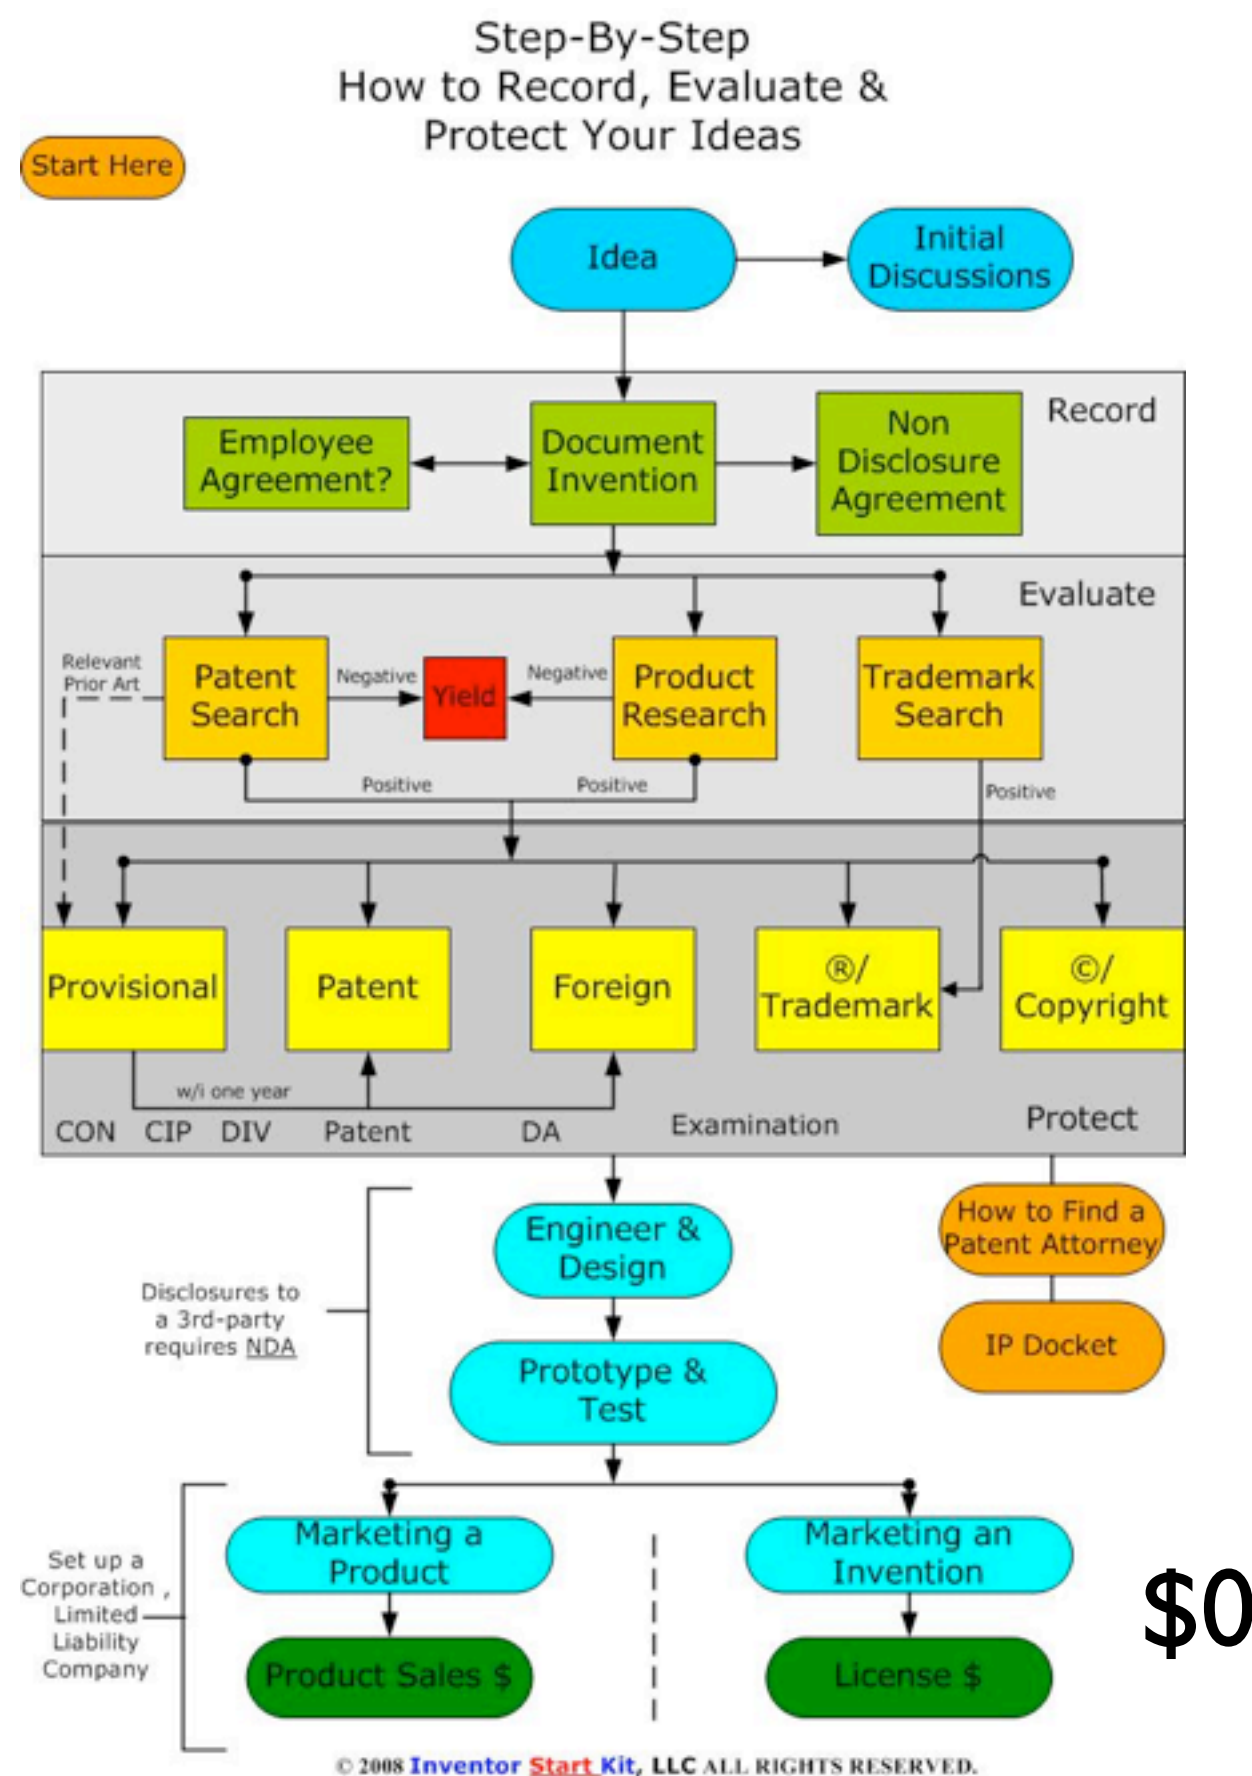 Step-By-Step
How to Record, Evaluate &
Protect Your Ideas
Start Here
Idea
Initial
Discussions
Record
Employee
Agreement?
Document
Invention
Non
Disclosure
Agreement
Evaluate
Relevant
Prior Art
Patent
Search
Negative
Yield
Negative
Product
Research
Trademark
Search
Positive
Positive
Positive
Provisional
Patent
Foreign
®/
Trademark
©/
Copyright
w/i one year
CON
CIP
DIV
Patent
DA
Examination
Protect
Engineer &
Design
How to Find a
Patent Attorney
Disclosures to
a 3rd-party
requires NDA
IP Docket
Prototype &
Test
Marketing a
Product
Marketing an
Invention
Set up a
Corporation ,
Limited
Liability
Company
$0
Product Sales $
License $
© 2008 Inventor Start Kit, LLC ALL RIGHTS RESERVED.